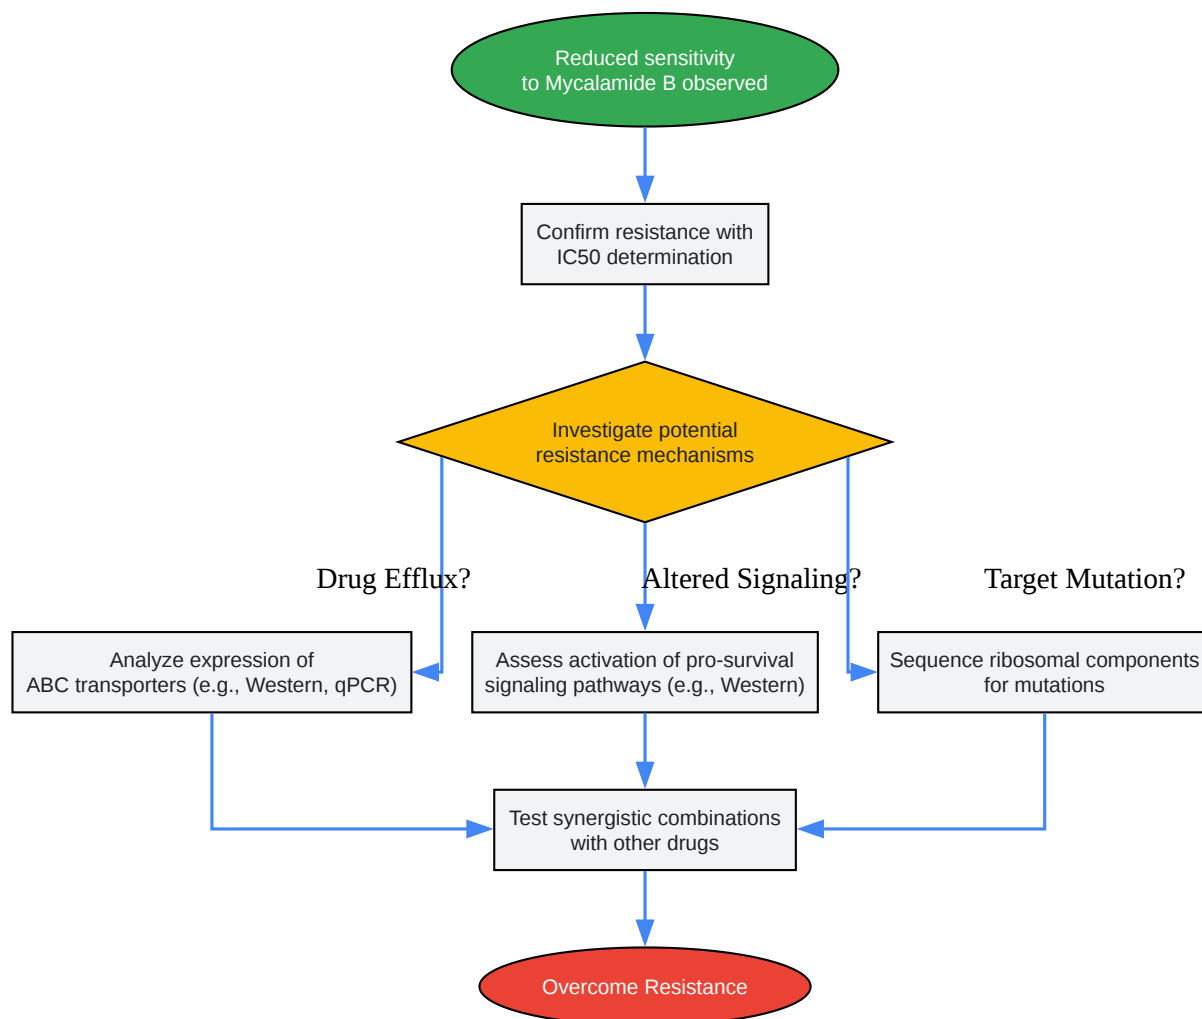 Reduced sensitivity
to Mycalamide B observed
Confirm resistance with
IC50 determination
Investigate potential
resistance mechanisms
Drug Efflux?
Altered Signaling?
Target Mutation?
Analyze expression of
ABC transporters (e.g., Western, qPCR)
Assess activation of pro-survival
signaling pathways (e.g., Western)
Sequence ribosomal components
for mutations
Test synergistic combinations
with other drugs
Overcome Resistance